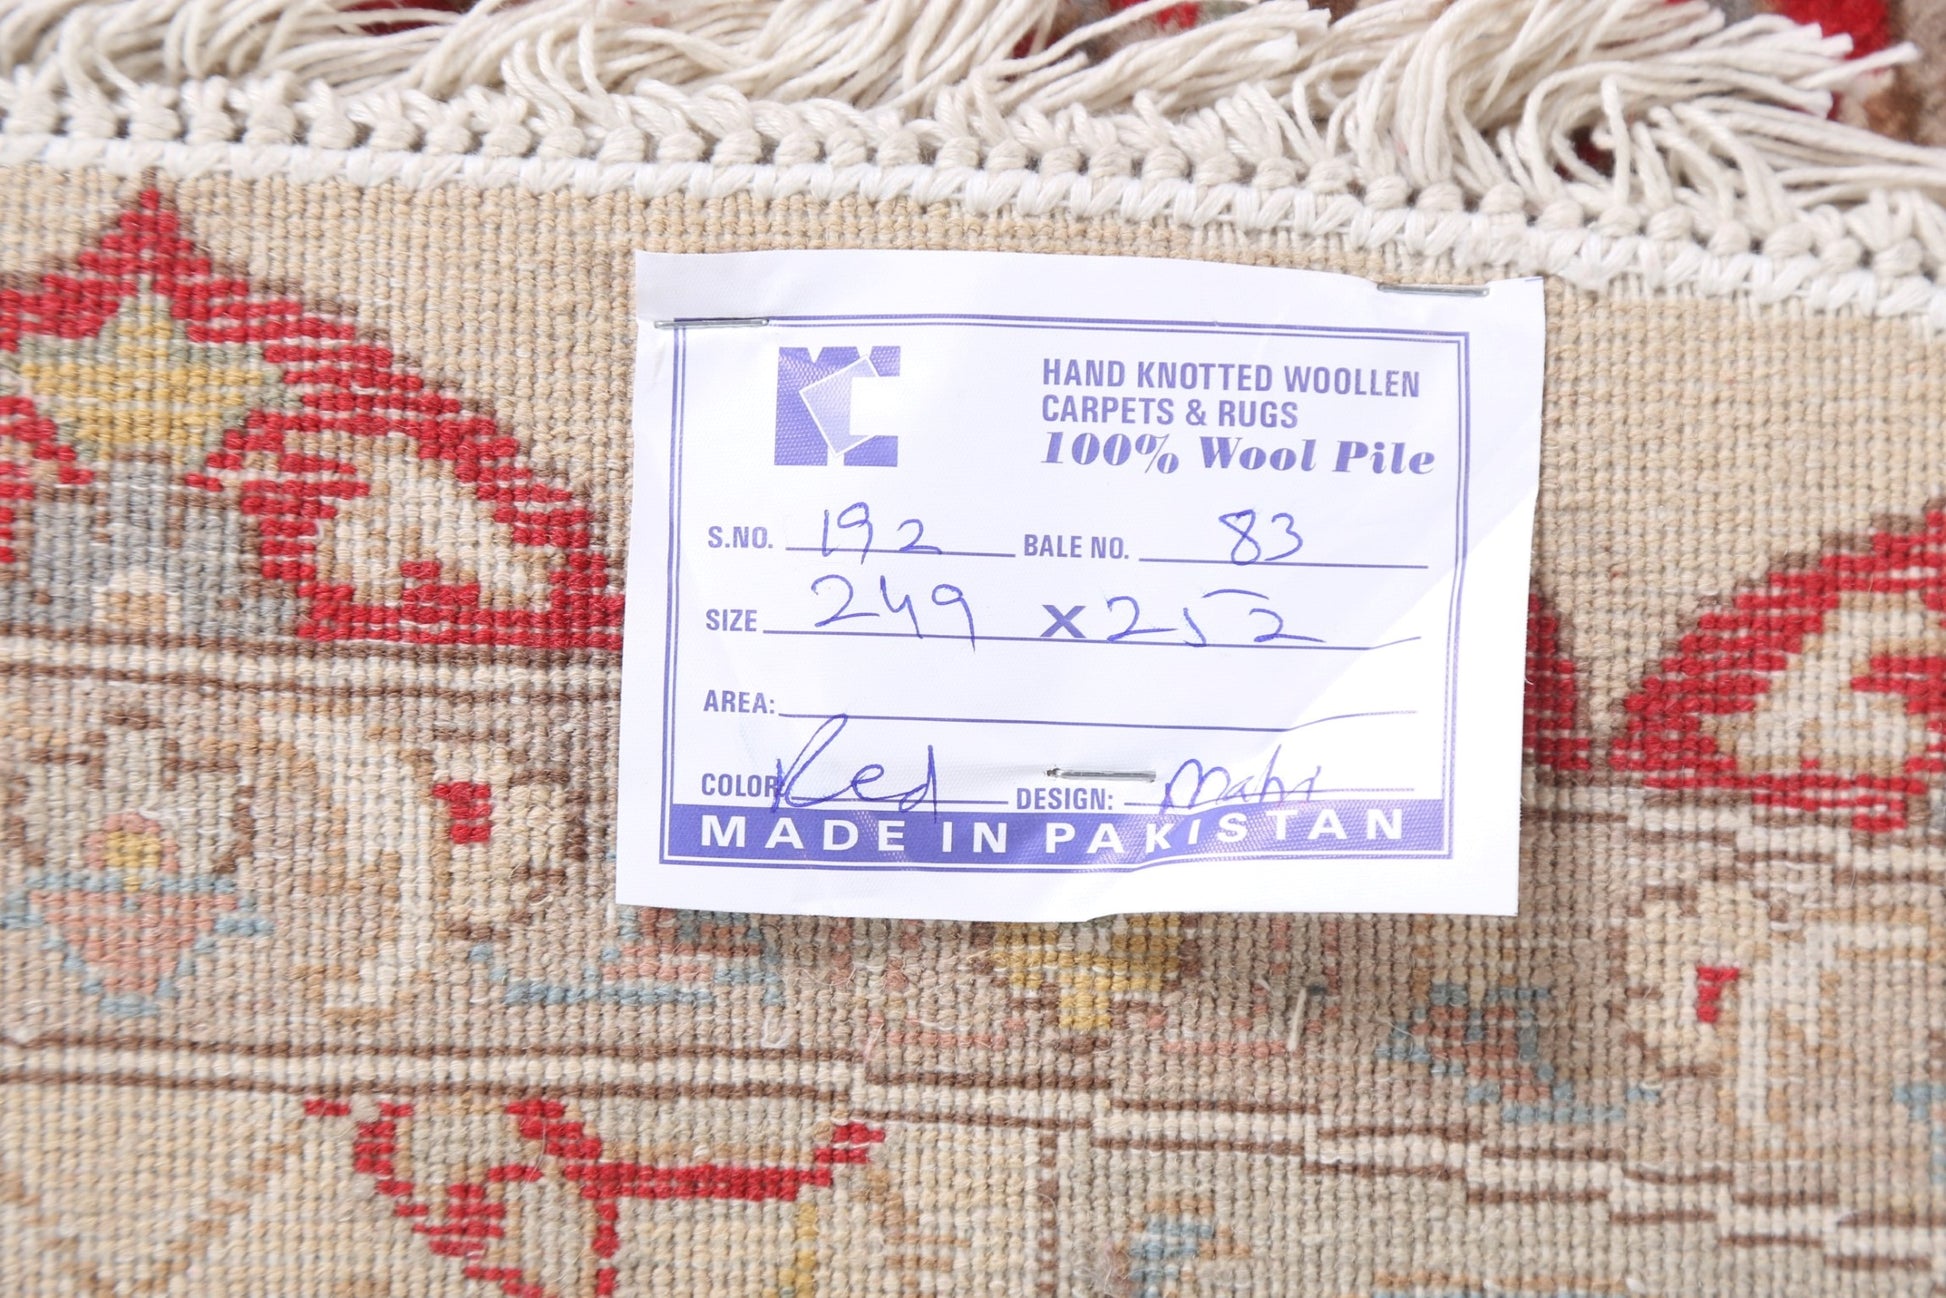 HAND KNOTTED WOOLLEN
CARPETS & RUGS
100% Wool Pile
S.NO. 192 BALE NO. 83
SIZE 249 X 252
AREA:
COLOR Red DESIGN: Mahi
MADE IN PAKISTAN